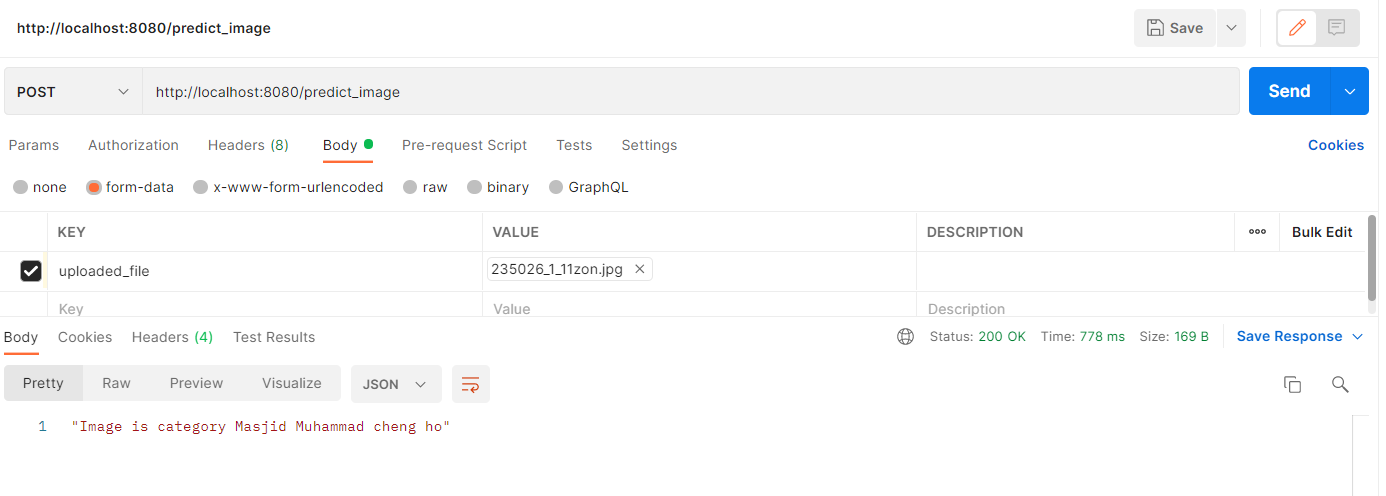 http://localhost:8080/predict_image Save
POST http://localhost:8080/predict_image Send
Params Authorization Headers (8) Body Pre-request Script Tests Settings Cookies
none form-data x-www-form-urlencoded raw binary GraphQL
KEY VALUE DESCRIPTION ooo Bulk Edit
uploaded_file 235026_1_11zon.jpg ×
Key Value Description
Body Cookies Headers (4) Test Results Status: 200 OK Time: 778 ms Size: 169 B Save Response
Pretty Raw Preview Visualize JSON
1 "Image is category Masjid Muhammad cheng ho"